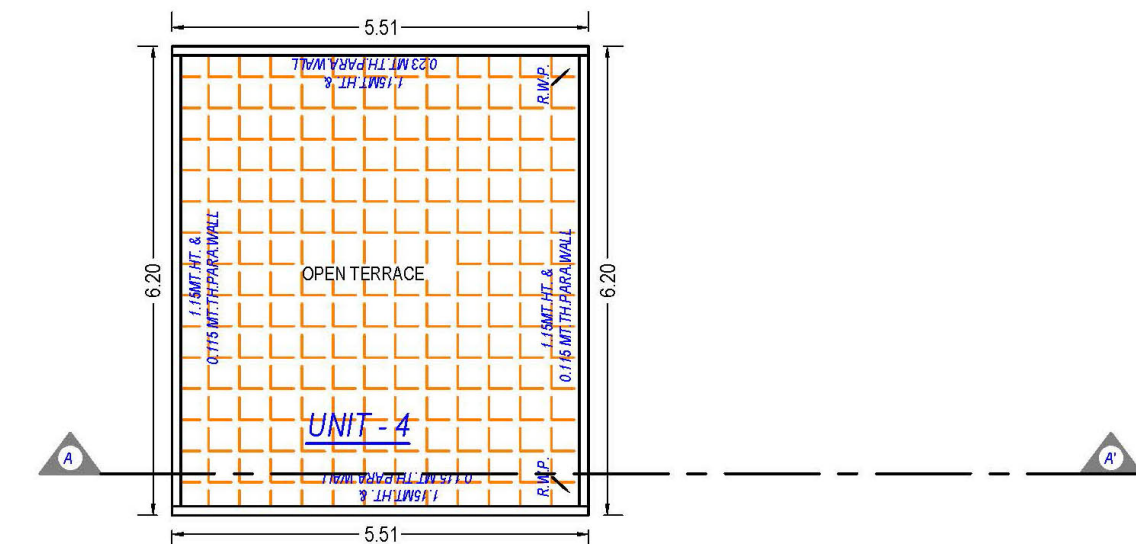 5.51
1.15MT.HT. &
0.23 MT.TH.PARA.WALL
R.W.P.
6.20
1.15MT.HT. &
0.115 MT.TH.PARA.WALL
OPEN TERRACE
1.15MT.HT. &
0.115 MT.TH.PARA.WALL
6.20
UNIT - 4
A
A'
1.15MT.HT. &
0.115 MT.TH.PARA.WALL
R.W.P.
5.51